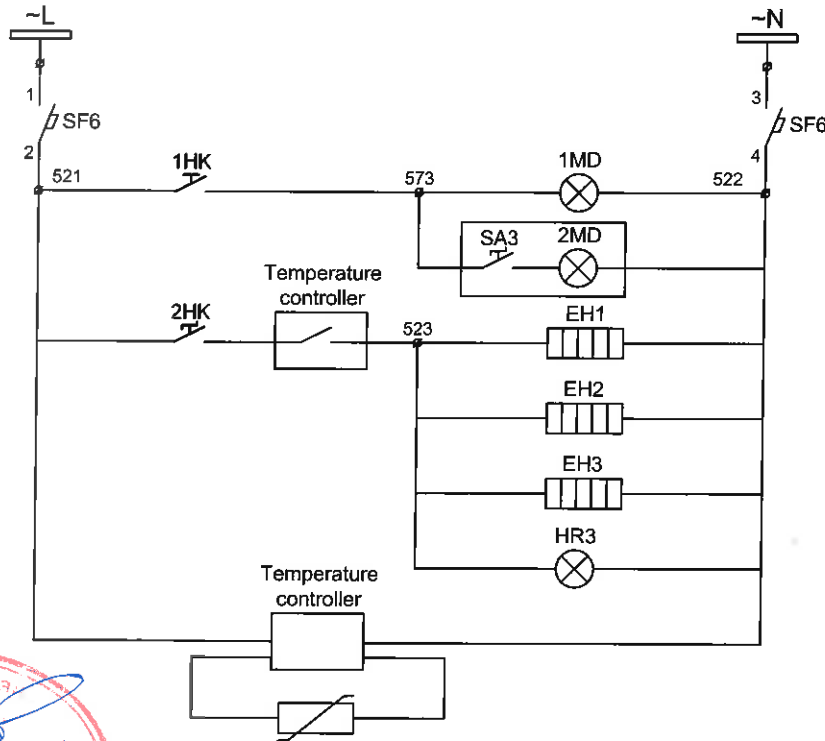 ~L
~N
1
SF6
2
3
SF6
4
521
1HK
573
1MD
522
SA3
2MD
Temperature
controller
2HK
523
EH1
EH2
EH3
HR3
Temperature
controller